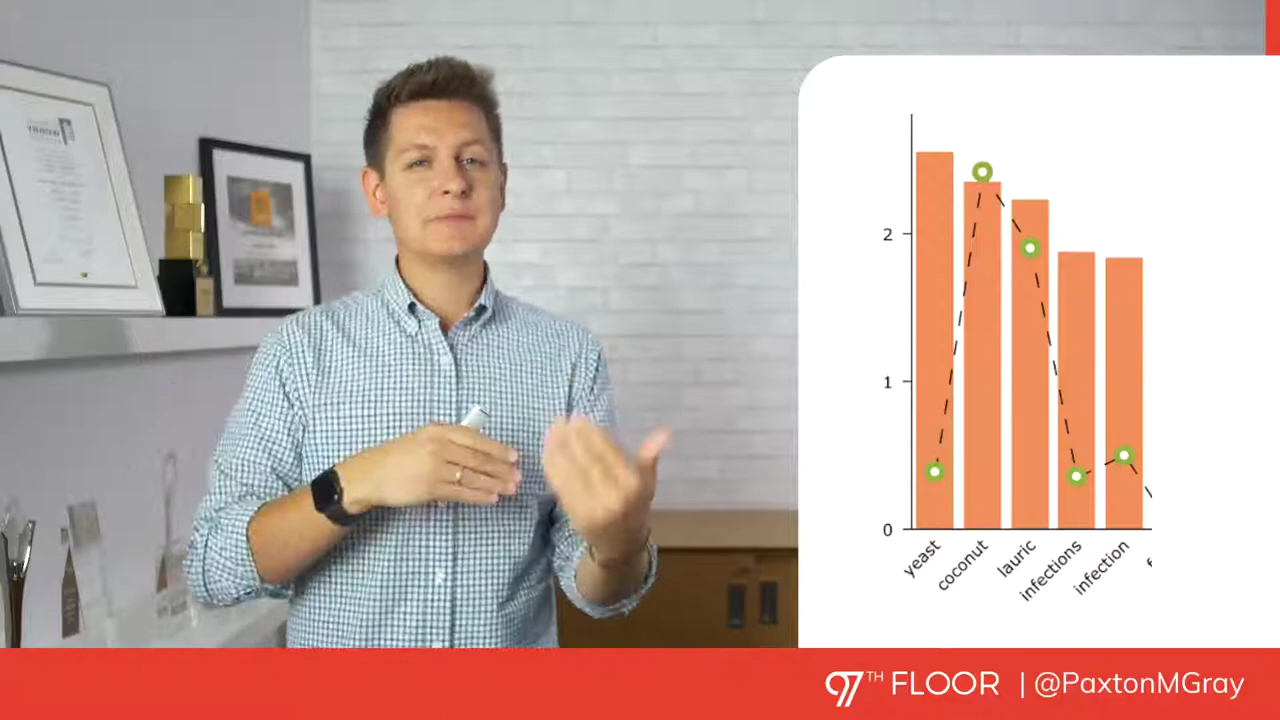 2
1
0
yeast
coconut
lauric
infections
infection
97TH FLOOR | @PaxtonMGray